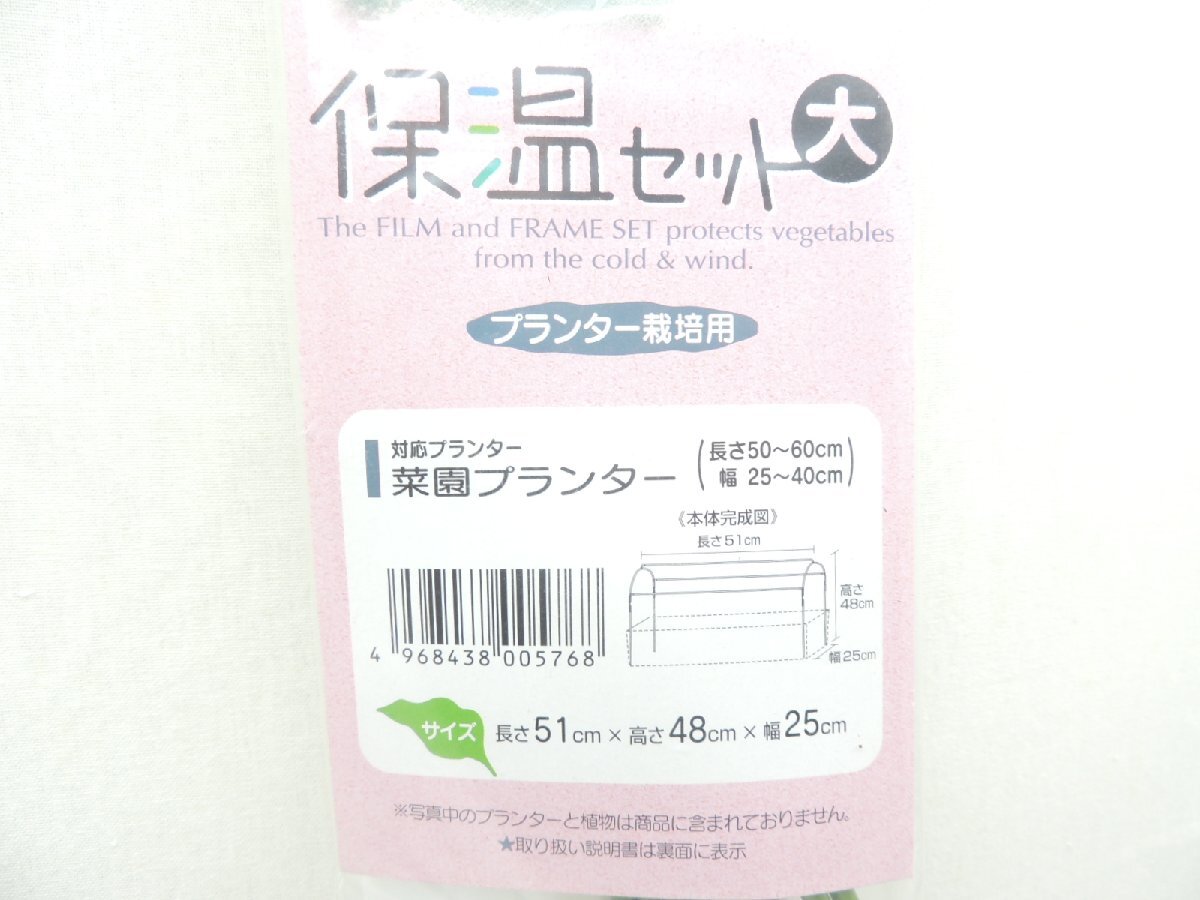 保温セット 大
The FILM and FRAME SET protects vegetables
from the cold & wind.
プランター栽培用
対応プランター
菜園プランター
(長さ50～60cm
幅 25～40cm)
《本体完成図》
長さ51cm
高さ
48cm
幅25cm
4 968438 005768
サイズ 長さ51cm×高さ48cm×幅25cm
※写真中のプランターと植物は商品に含まれておりません。
★取り扱い説明書は裏面に表示